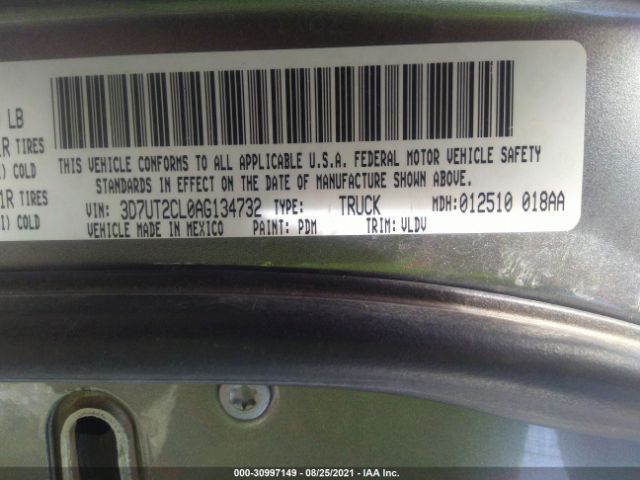 LB
1R TIRES
THIS VEHICLE CONFORMS TO ALL APPLICABLE U.S.A. FEDERAL MOTOR VEHICLE SAFETY
COLD
STANDARDS IN EFFECT ON THE DATE OF MANUFACTURE SHOWN ABOVE.
1R TIRES
VIN: 3D7UT2CL0AG134732 TYPE: TRUCK MDH: 012510 018AA
COLD
VEHICLE MADE IN MEXICO PAINT: PDM TRIM: VLDV
000-30997149 - 08/25/2021 - IAA Inc.